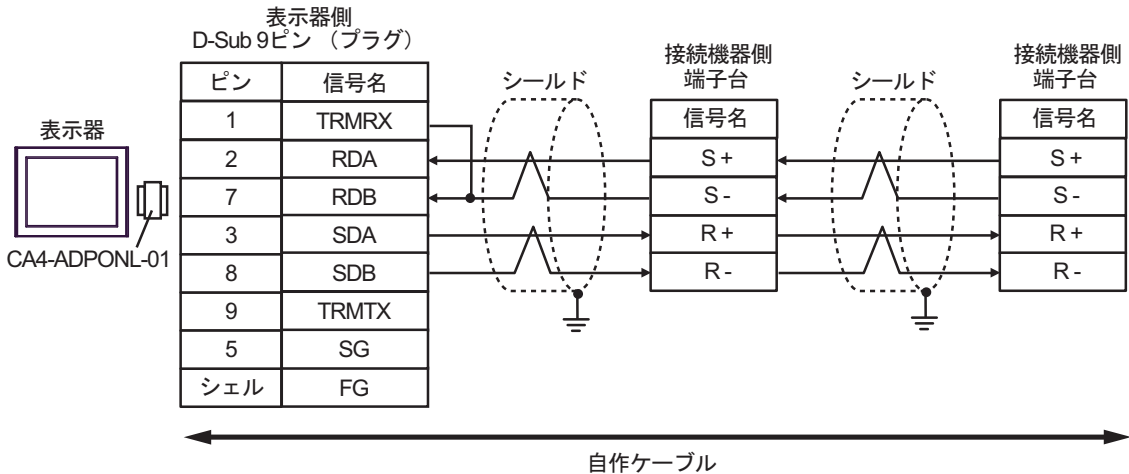 表示器側
D-Sub 9ピン （プラグ）
接続機器側
端子台
接続機器側
端子台
シールド
シールド
表示器
CA4-ADPONL-01
ピン 信号名
1 TRMRX
2 RDA
7 RDB
3 SDA
8 SDB
9 TRMTX
5 SG
シェル FG
信号名
S +
S -
R +
R -
信号名
S +
S -
R +
R -
自作ケーブル